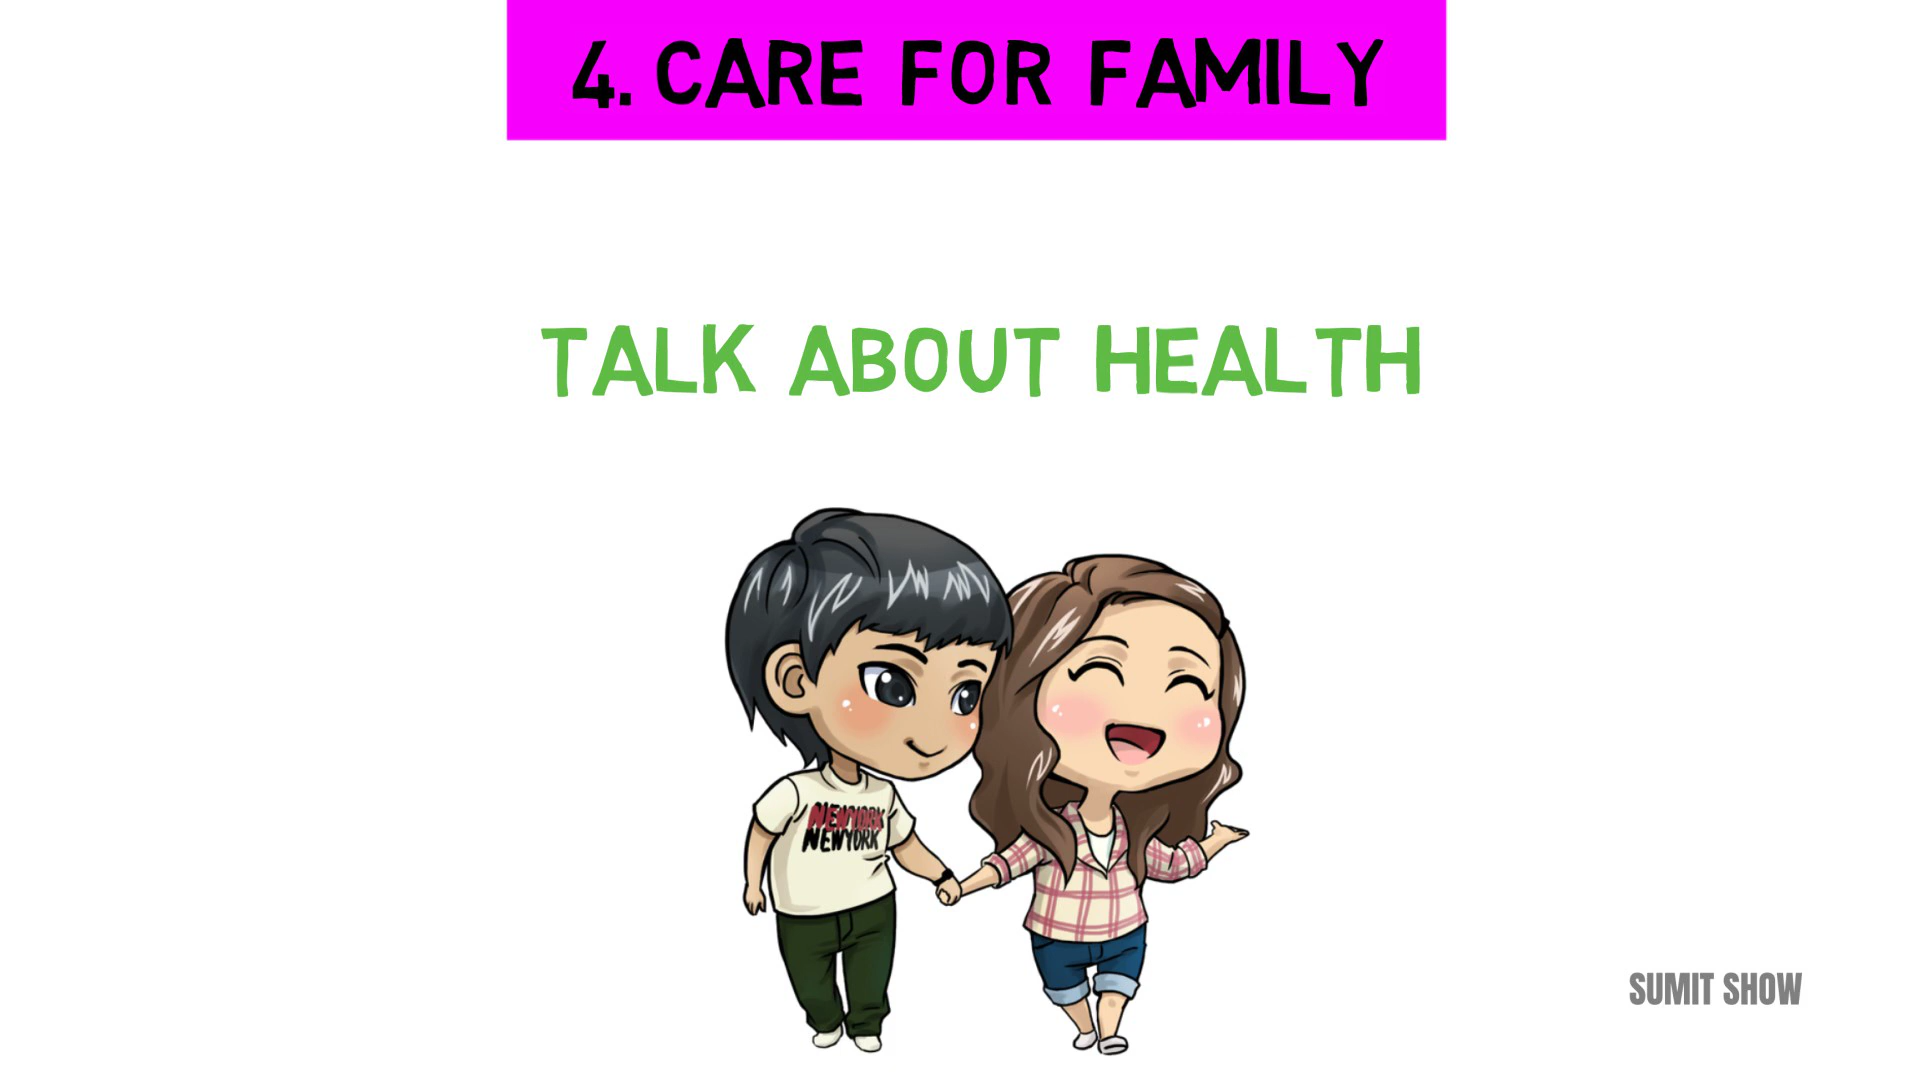 4. CARE FOR FAMILY
TALK ABOUT HEALTH
NEWYORK
NEWYORK
SUMIT SHOW